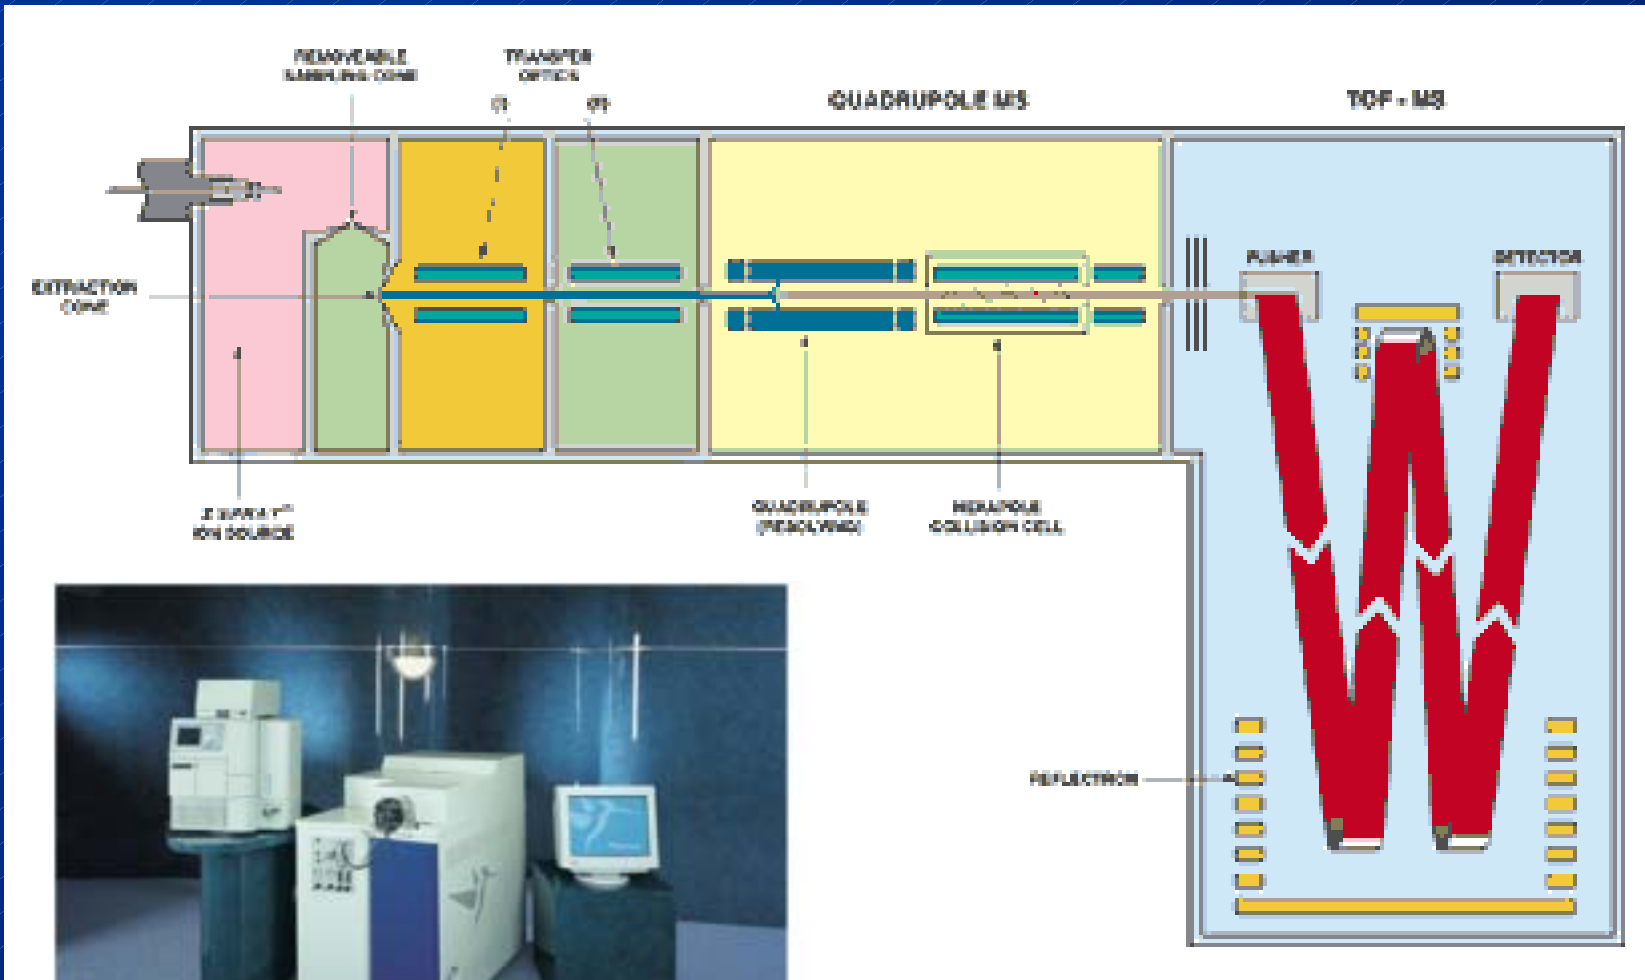 REMOVEABLE
SAMPLING CONE
TRANSFER
OPTICS
QUADRUPOLE MS
TOF - MS
EXTRACTION
CONE
PUSHER
DETECTOR
Z SPRAY™
ION SOURCE
QUADRUPOLE
(RESOLVING)
HEXAPOLE
COLLISION CELL
REFLECTRON